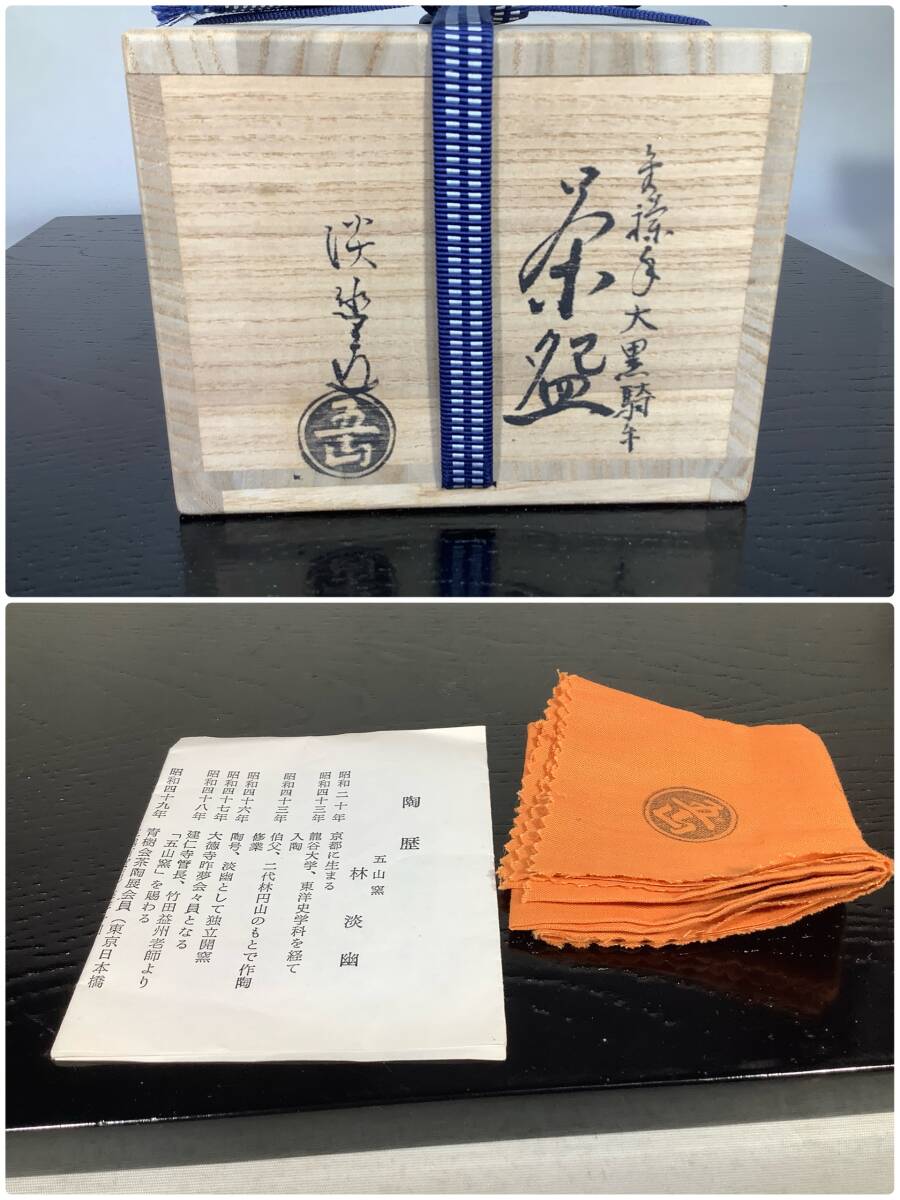 金襴手大黒騎牛
茶盌
淡幽造
五山
陶歴
五山窯
林淡幽
昭和二十年 京都に生まる
昭和四十三年 龍谷大学、東洋史学科を経て
入陶
昭和四十三年 伯父、二代林円山のもとで作陶
修業
昭和四十六年 陶号、淡幽として独立開窯
昭和四十七年 大徳寺昨夢会々員となる
昭和四十八年 建仁寺管長、竹田益州老師より
「五山窯」を賜わる
昭和四十九年 青樹会茶陶展会員(東京日本橋